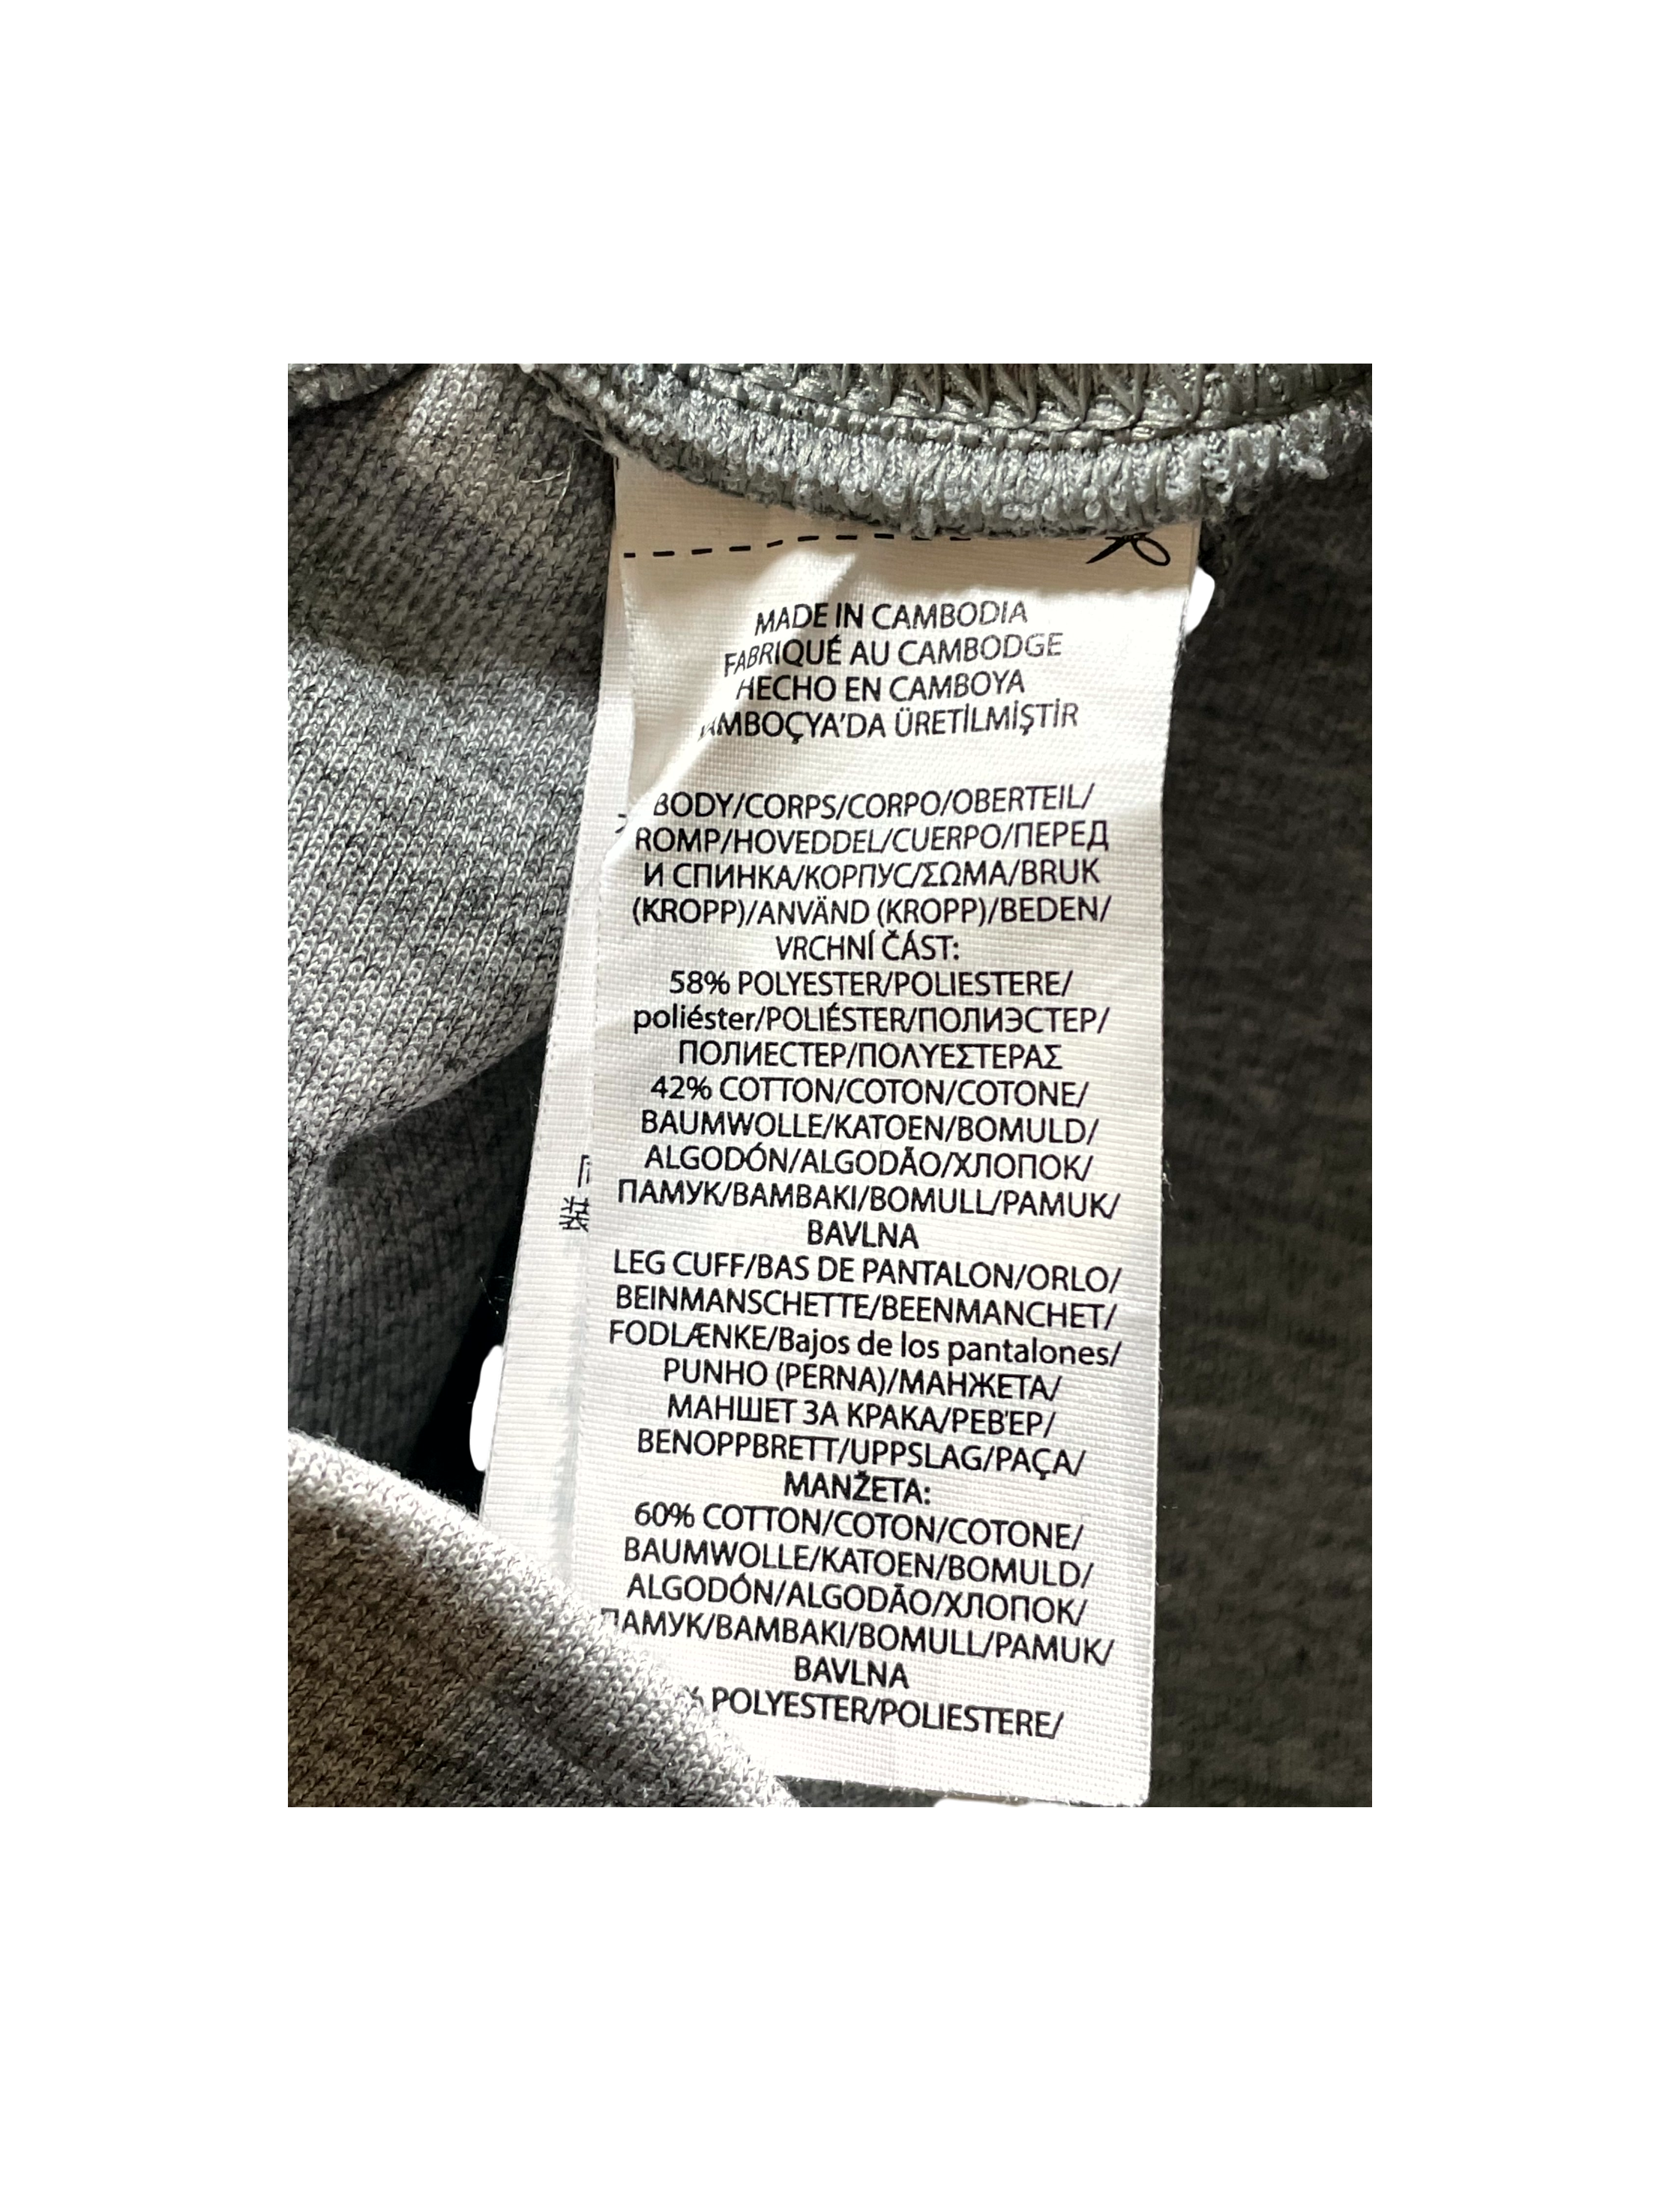 MADE IN CAMBODIA
FABRIQUÉ AU CAMBODGE
HECHO EN CAMBOYA
ÜRETİLMİŞTİR
BODY/CORPS/CORPO/OBERTEIL/
ROMP/HOVEDDEL/CUERPO/ПЕРЕД
И СПИНКА/КОРПУС/ΣΩΜΑ/BRUK
(KROPP)/ANVÄND (KROPP)/BEDEN/
VRCHNÍ ČÁST:
58% POLYESTER/POLIESTERE/
poliéster/POLIÉSTER/ПОЛИЭСТЕР/
ПОЛИЕСТЕР/ΠΟΛΥΕΣΤΕΡΑΣ
42% COTTON/COTON/COTONE/
BAUMWOLLE/KATOEN/BOMULD/
ALGODÓN/ALGODÃO/ХЛОПОК/
ПАМУК/BAMBAKI/BOMULL/PAMUK/
BAVLNA
LEG CUFF/BAS DE PANTALON/ORLO/
BEINMANSCHETTE/BEENMANCHET/
FODLÆNKE/Bajos de los pantalones/
PUNHO (PERNA)/МАНЖЕТА/
МАНШЕТ ЗА КРАКА/ΡΕΒ'ΕΡ/
BENOPPBRETT/UPPSLAG/PAÇA/
MANŽETA:
60% COTTON/COTON/COTONE/
BAUMWOLLE/KATOEN/BOMULD/
ALGODÓN/ALGODÃO/ХЛОПОК/
ПАМУК/BAMBAKI/BOMULL/PAMUK/
BAVLNA
% POLYESTER/POLIESTERE/
装